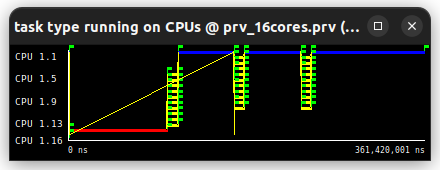 task type running on CPUs @ prv_16cores.prv (...
CPU 1.1
CPU 1.5
CPU 1.9
CPU 1.13
CPU 1.16
0 ns
361,420,001 ns